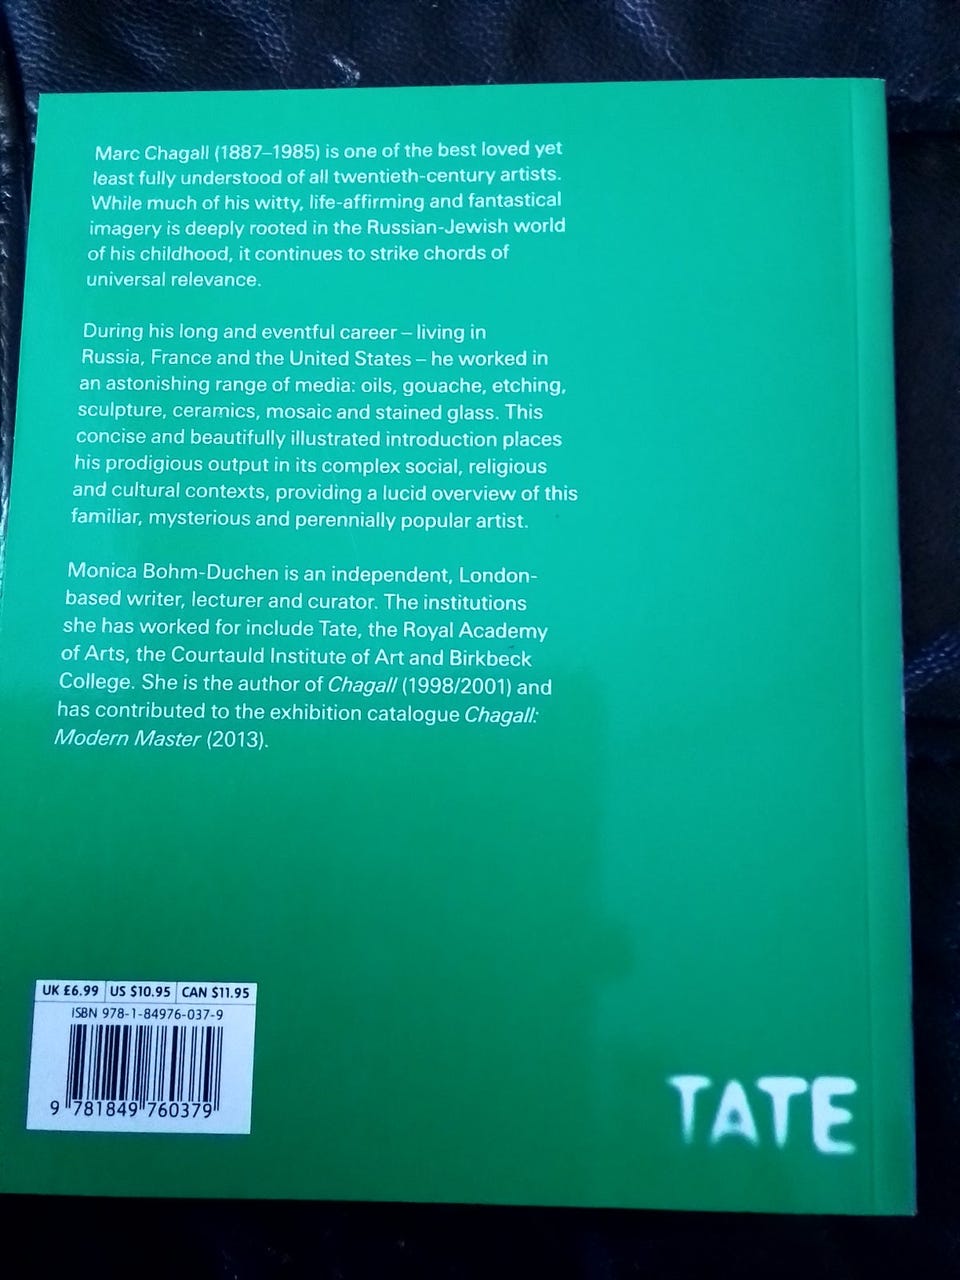 Marc Chagall (1887–1985) is one of the best loved yet
least fully understood of all twentieth-century artists.
While much of his witty, life-affirming and fantastical
imagery is deeply rooted in the Russian-Jewish world
of his childhood, it continues to strike chords of
universal relevance.
During his long and eventful career – living in
Russia, France and the United States – he worked in
an astonishing range of media: oils, gouache, etching,
sculpture, ceramics, mosaic and stained glass. This
concise and beautifully illustrated introduction places
his prodigious output in its complex social, religious
and cultural contexts, providing a lucid overview of this
familiar, mysterious and perennially popular artist.
Monica Bohm-Duchen is an independent, London-
based writer, lecturer and curator. The institutions
she has worked for include Tate, the Royal Academy
of Arts, the Courtauld Institute of Art and Birkbeck
College. She is the author of Chagall (1998/2001) and
has contributed to the exhibition catalogue Chagall:
Modern Master (2013).
UK £6.99 US $10.95 CAN $11.95
ISBN 978-1-84976-037-9
9 781849 760379
TATE